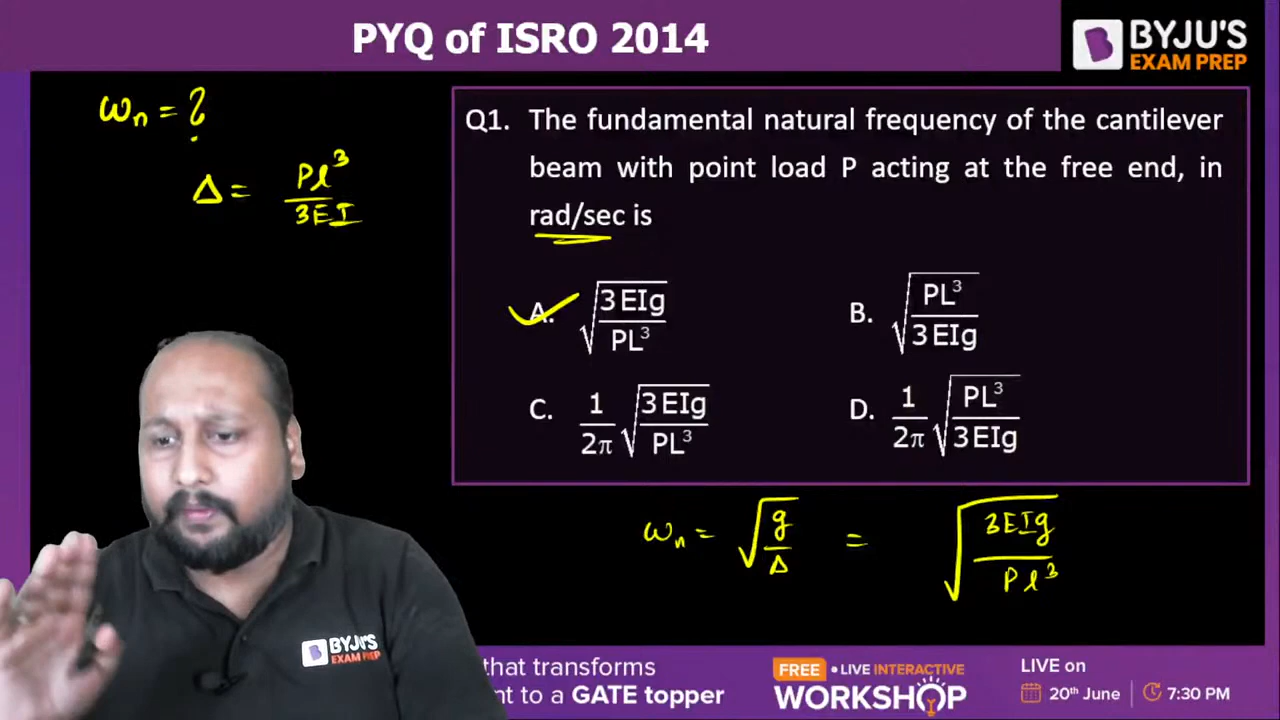 PYQ of ISRO 2014
BYJU'S
EXAM PREP
ωn = ?
Δ = Pl³/3EI
Q1. The fundamental natural frequency of the cantilever
beam with point load P acting at the free end, in
rad/sec is
A. √(3EIg/PL³)
B. √(PL³/3EIg)
C. 1/2π √(3EIg/PL³)
D. 1/2π √(PL³/3EIg)
ωn = √(g/Δ) = √(3EIg/Pl³)
BYJU'S
EXAM PREP
that transforms
nt to a GATE topper
FREE • LIVE INTERACTIVE
WORKSHOP
LIVE on
20th June | 7:30 PM